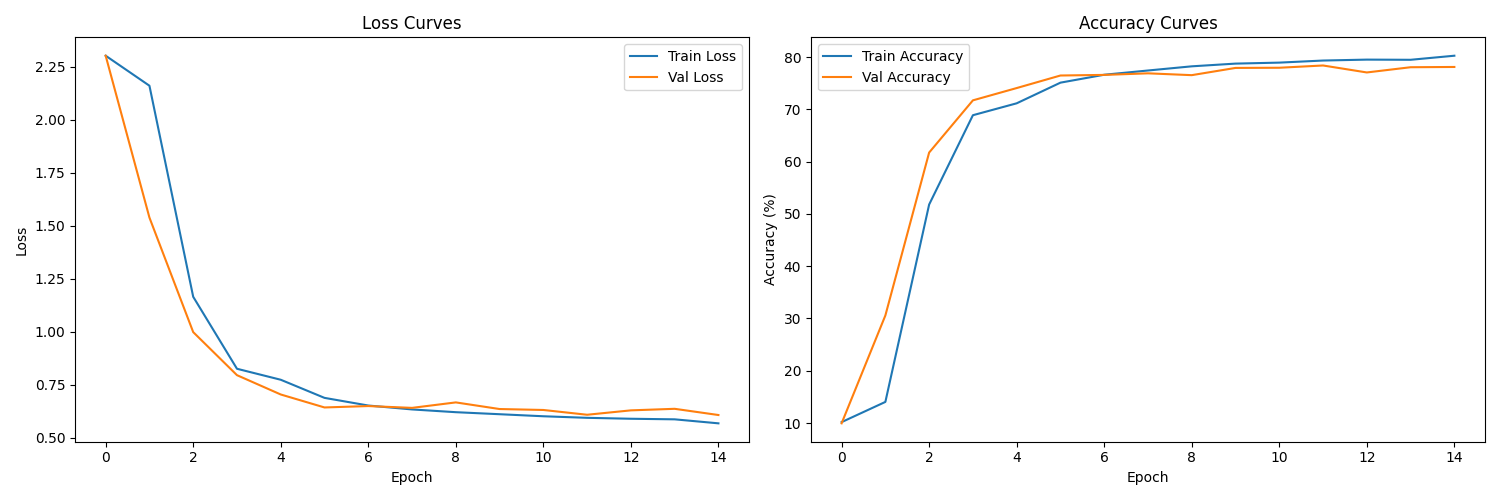 Loss Curves
Train Loss
Val Loss
2.25
2.00
1.75
1.50
1.25
1.00
0.75
0.50
Loss
0 2 4 6 8 10 12 14
Epoch
Accuracy Curves
Train Accuracy
Val Accuracy
80
70
60
50
40
30
20
10
Accuracy (%)
0 2 4 6 8 10 12 14
Epoch